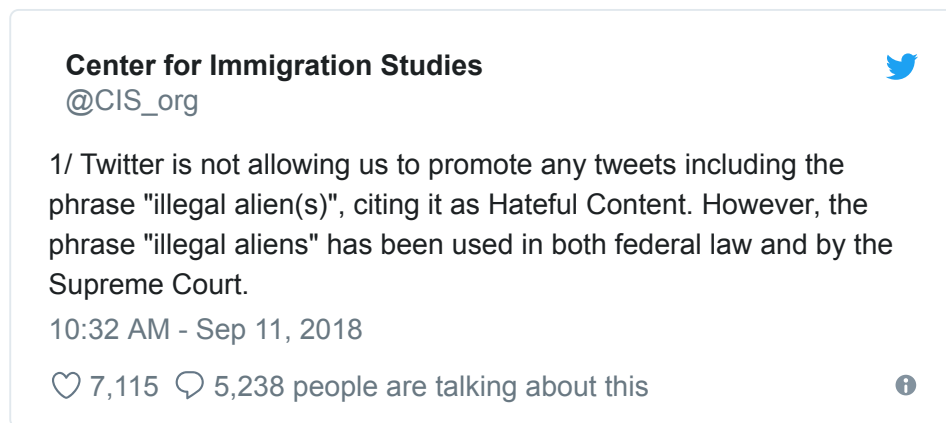 Center for Immigration Studies
@CIS_org
1/ Twitter is not allowing us to promote any tweets including the
phrase "illegal alien(s)", citing it as Hateful Content. However, the
phrase "illegal aliens" has been used in both federal law and by the
Supreme Court.
10:32 AM - Sep 11, 2018
7,115 5,238 people are talking about this